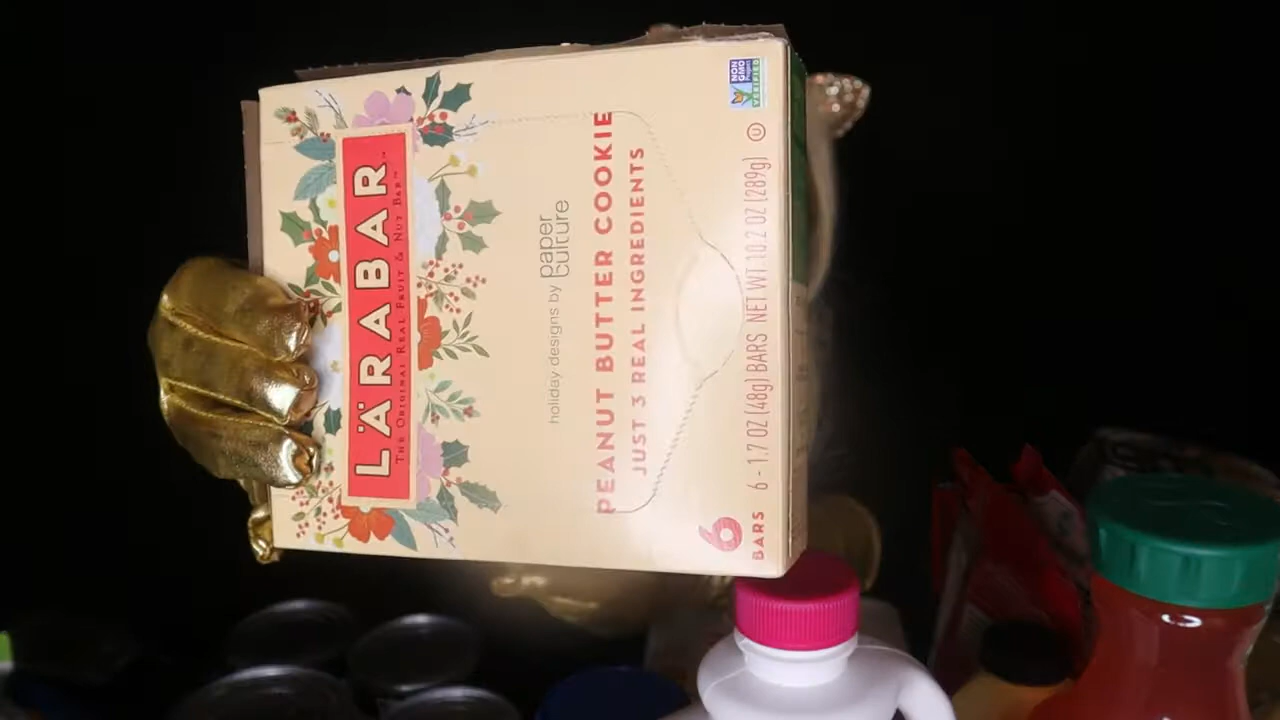 LÄRABAR™
THE ORIGINAL REAL FRUIT & NUT BAR™
holiday designs by paper culture
PEANUT BUTTER COOKIE
JUST 3 REAL INGREDIENTS
6 BARS 6 - 1.7 OZ (48g) BARS NET WT 10.2 OZ (289g)
U
NON
GMO
Project
VERIFIED